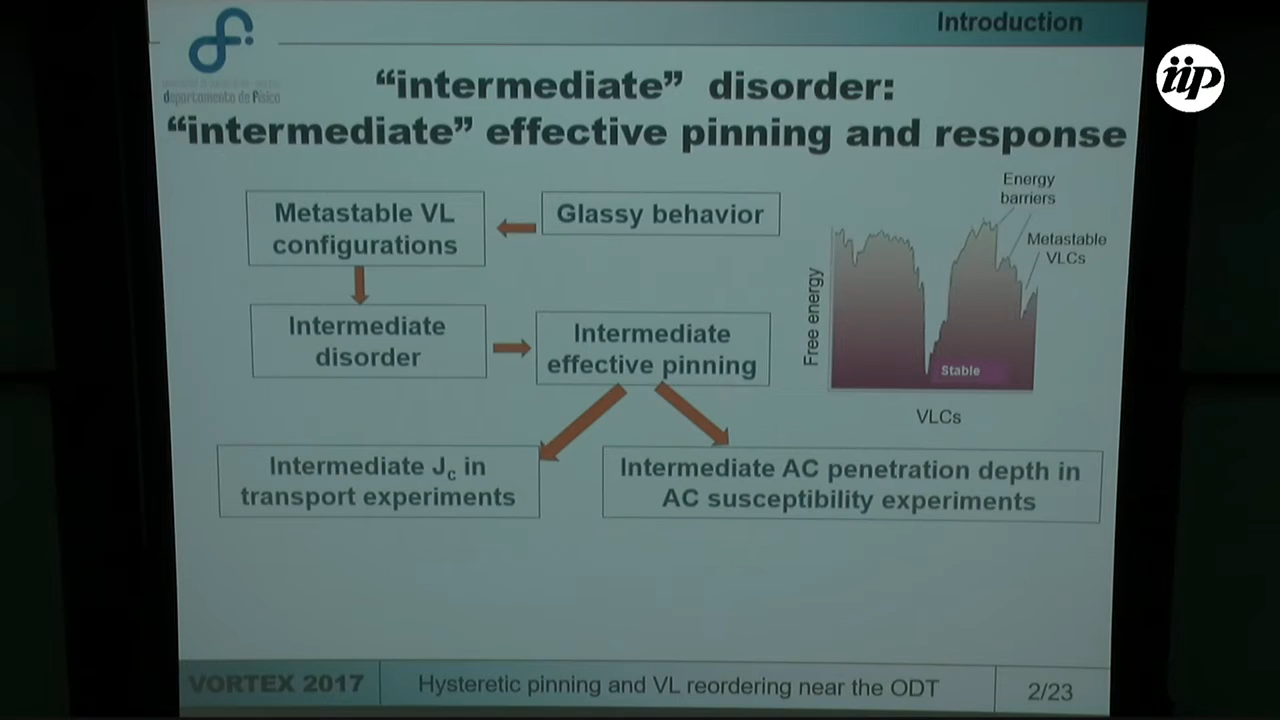 Introduction
iip
departamento de física
“intermediate” disorder:
“intermediate” effective pinning and response
Metastable VL
configurations
Glassy behavior
Intermediate
disorder
Intermediate
effective pinning
Intermediate Jc in
transport experiments
Intermediate AC penetration depth in
AC susceptibility experiments
Energy
barriers
Metastable
VLCs
Free energy
Stable
VLCs
VORTEX 2017
Hysteretic pinning and VL reordering near the ODT
2/23